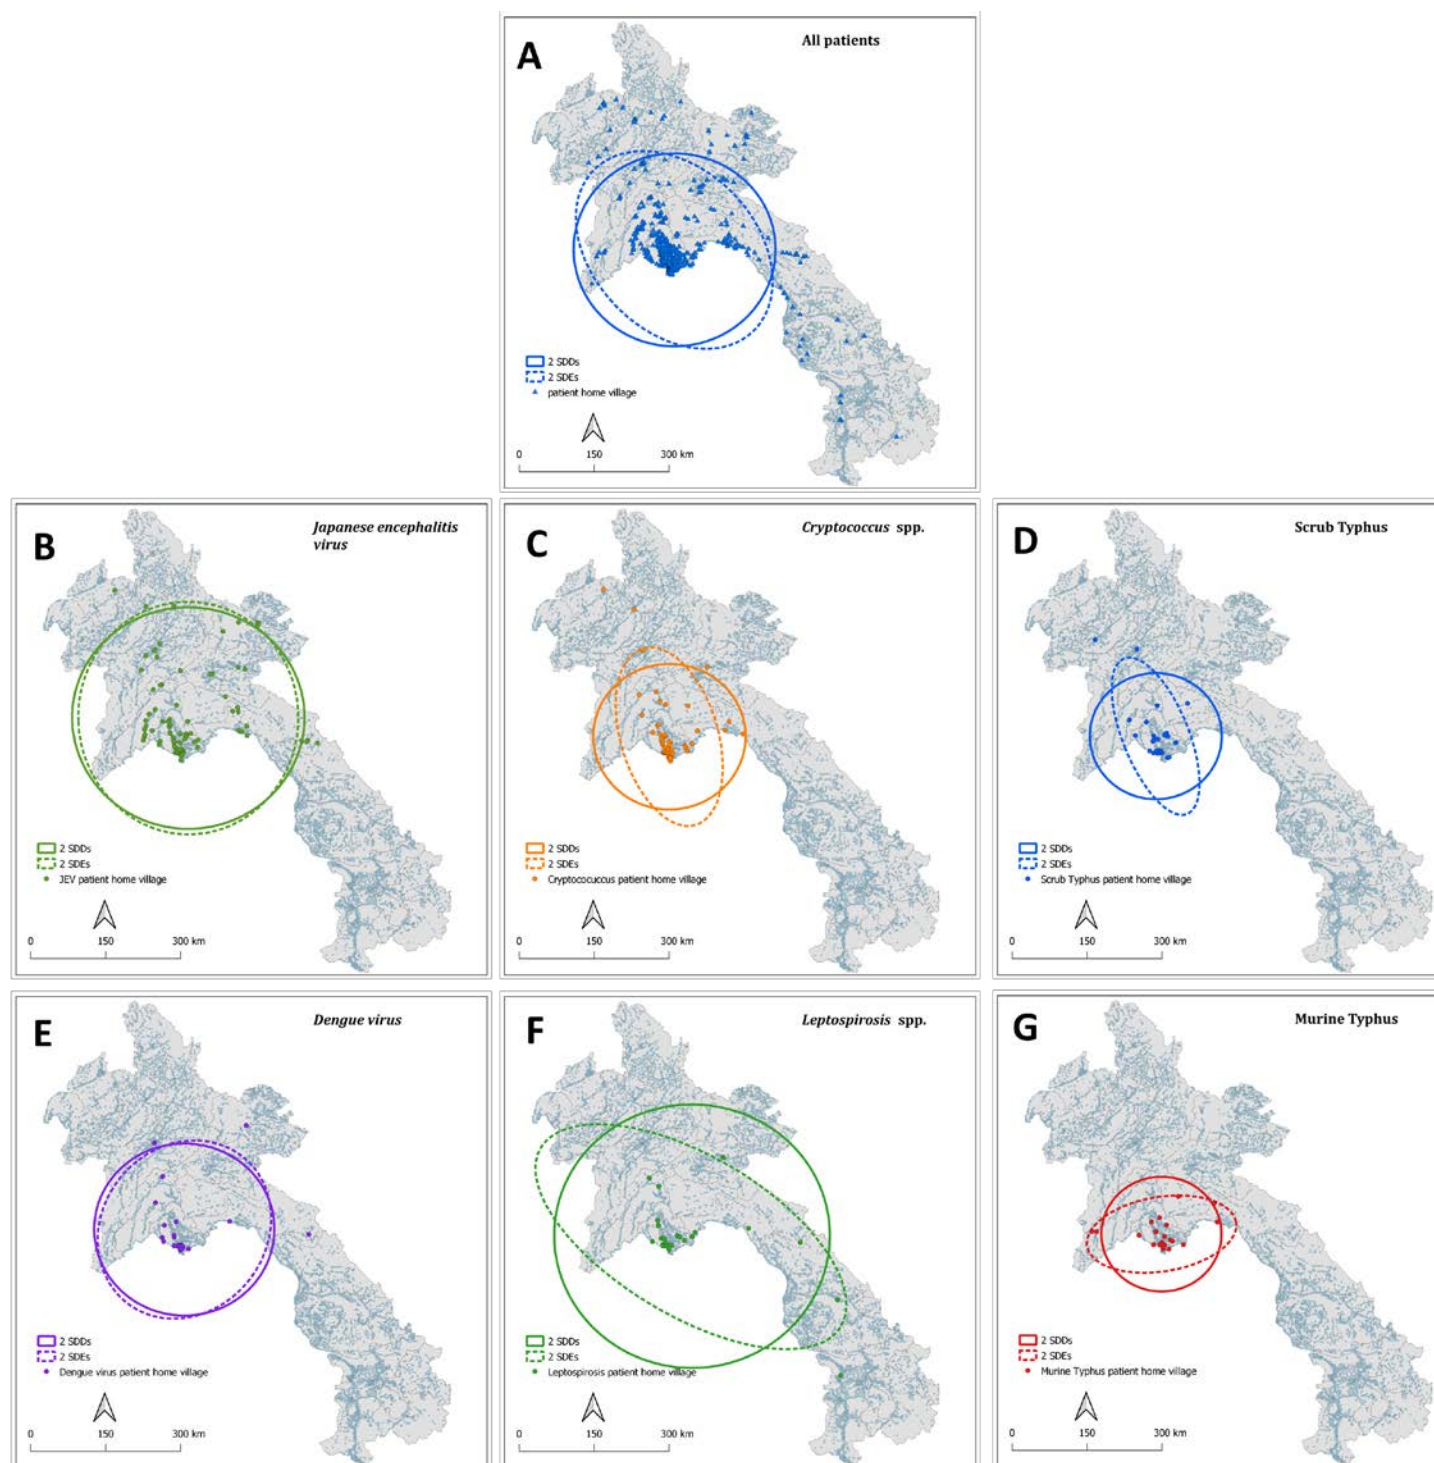 A
All patients
2 SDDs
2 SDEs
patient home village
0 150 300 km
B
Japanese encephalitis
virus
2 SDDs
2 SDEs
JEV patient home village
0 150 300 km
C
Cryptococcus spp.
2 SDDs
2 SDEs
Cryptococuccus patient home village
0 150 300 km
D
Scrub Typhus
2 SDDs
2 SDEs
Scrub Typhus patient home village
0 150 300 km
E
Dengue virus
2 SDDs
2 SDEs
Dengue virus patient home village
0 150 300 km
F
Leptospirosis spp.
2 SDDs
2 SDEs
Leptospirosis patient home village
0 150 300 km
G
Murine Typhus
2 SDDs
2 SDEs
Murine Typhus patient home village
0 150 300 km